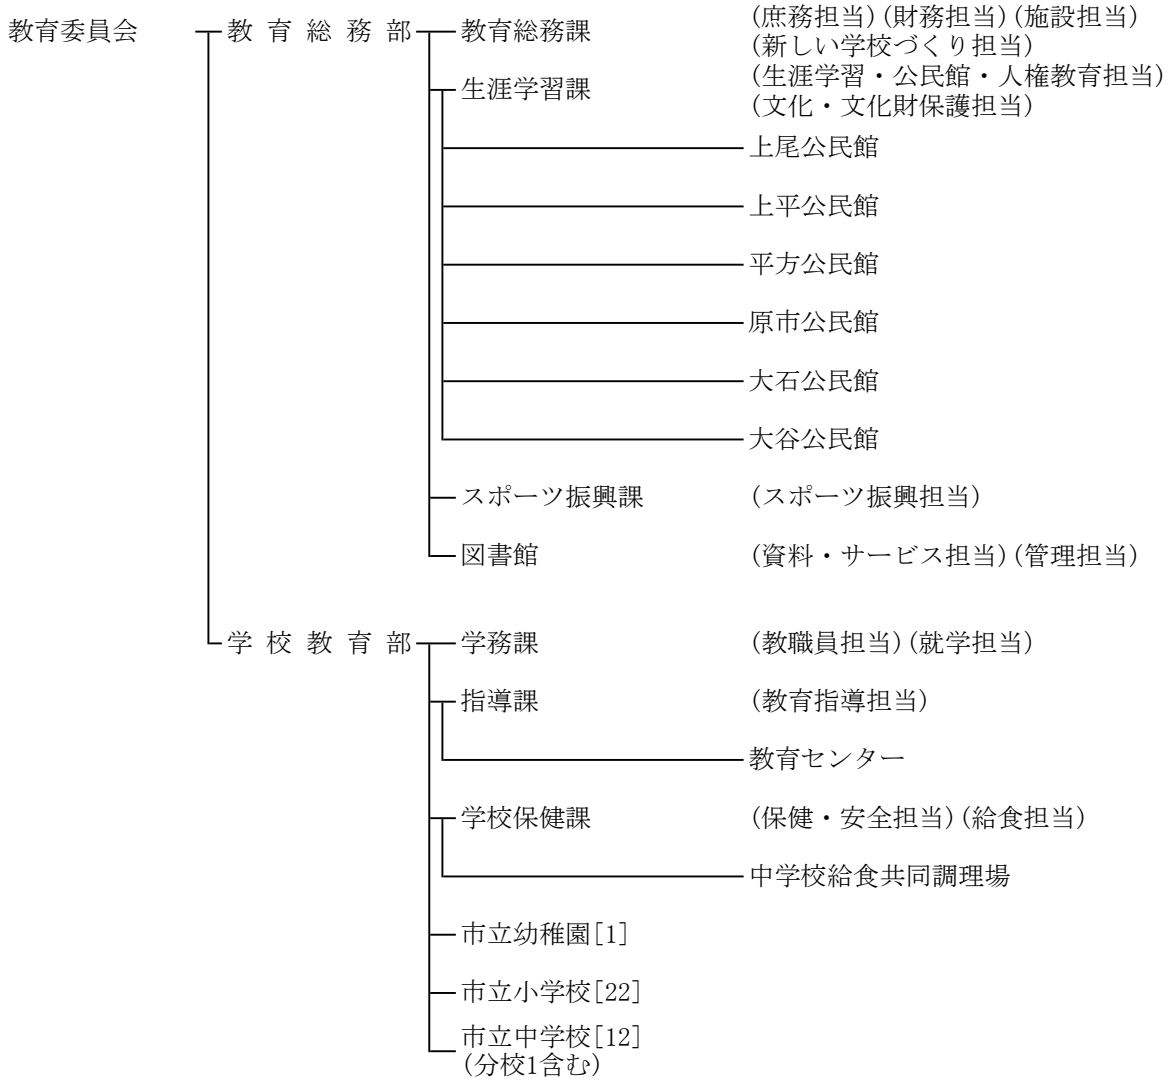 教育委員会 教育総務部 教育総務課 (庶務担当)(財務担当)(施設担当)
(新しい学校づくり担当)
生涯学習課 (生涯学習・公民館・人権教育担当)
(文化・文化財保護担当)
上尾公民館
上平公民館
平方公民館
原市公民館
大石公民館
大谷公民館
スポーツ振興課 (スポーツ振興担当)
図書館 (資料・サービス担当)(管理担当)
学校教育部 学務課 (教職員担当)(就学担当)
指導課 (教育指導担当)
教育センター
学校保健課 (保健・安全担当)(給食担当)
中学校給食共同調理場
市立幼稚園[1]
市立小学校[22]
市立中学校[12]
(分校1含む)